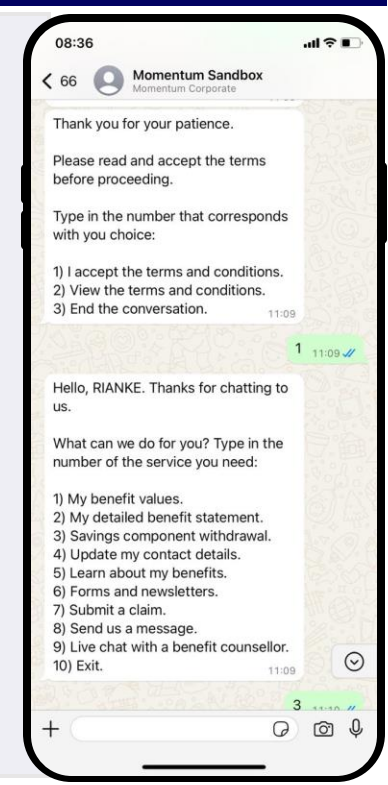 08:36
66
Momentum Sandbox
Momentum Corporate
Thank you for your patience.
Please read and accept the terms
before proceeding.
Type in the number that corresponds
with you choice:
1) I accept the terms and conditions.
2) View the terms and conditions.
3) End the conversation.
11:09
1 11:09
Hello, RIANKE. Thanks for chatting to
us.
What can we do for you? Type in the
number of the service you need:
1) My benefit values.
2) My detailed benefit statement.
3) Savings component withdrawal.
4) Update my contact details.
5) Learn about my benefits.
6) Forms and newsletters.
7) Submit a claim.
8) Send us a message.
9) Live chat with a benefit counsellor.
10) Exit.
11:09
3